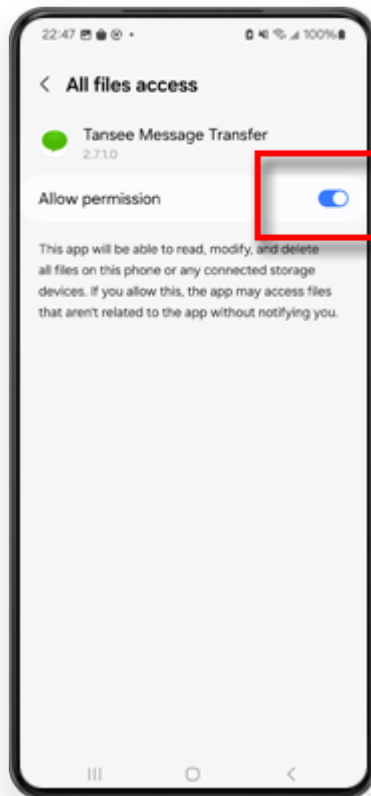 22:47
100%
All files access
Tansee Message Transfer
2.7.1.0
Allow permission
This app will be able to read, modify, and delete
all files on this phone or any connected storage
devices. If you allow this, the app may access files
that aren't related to the app without notifying you.